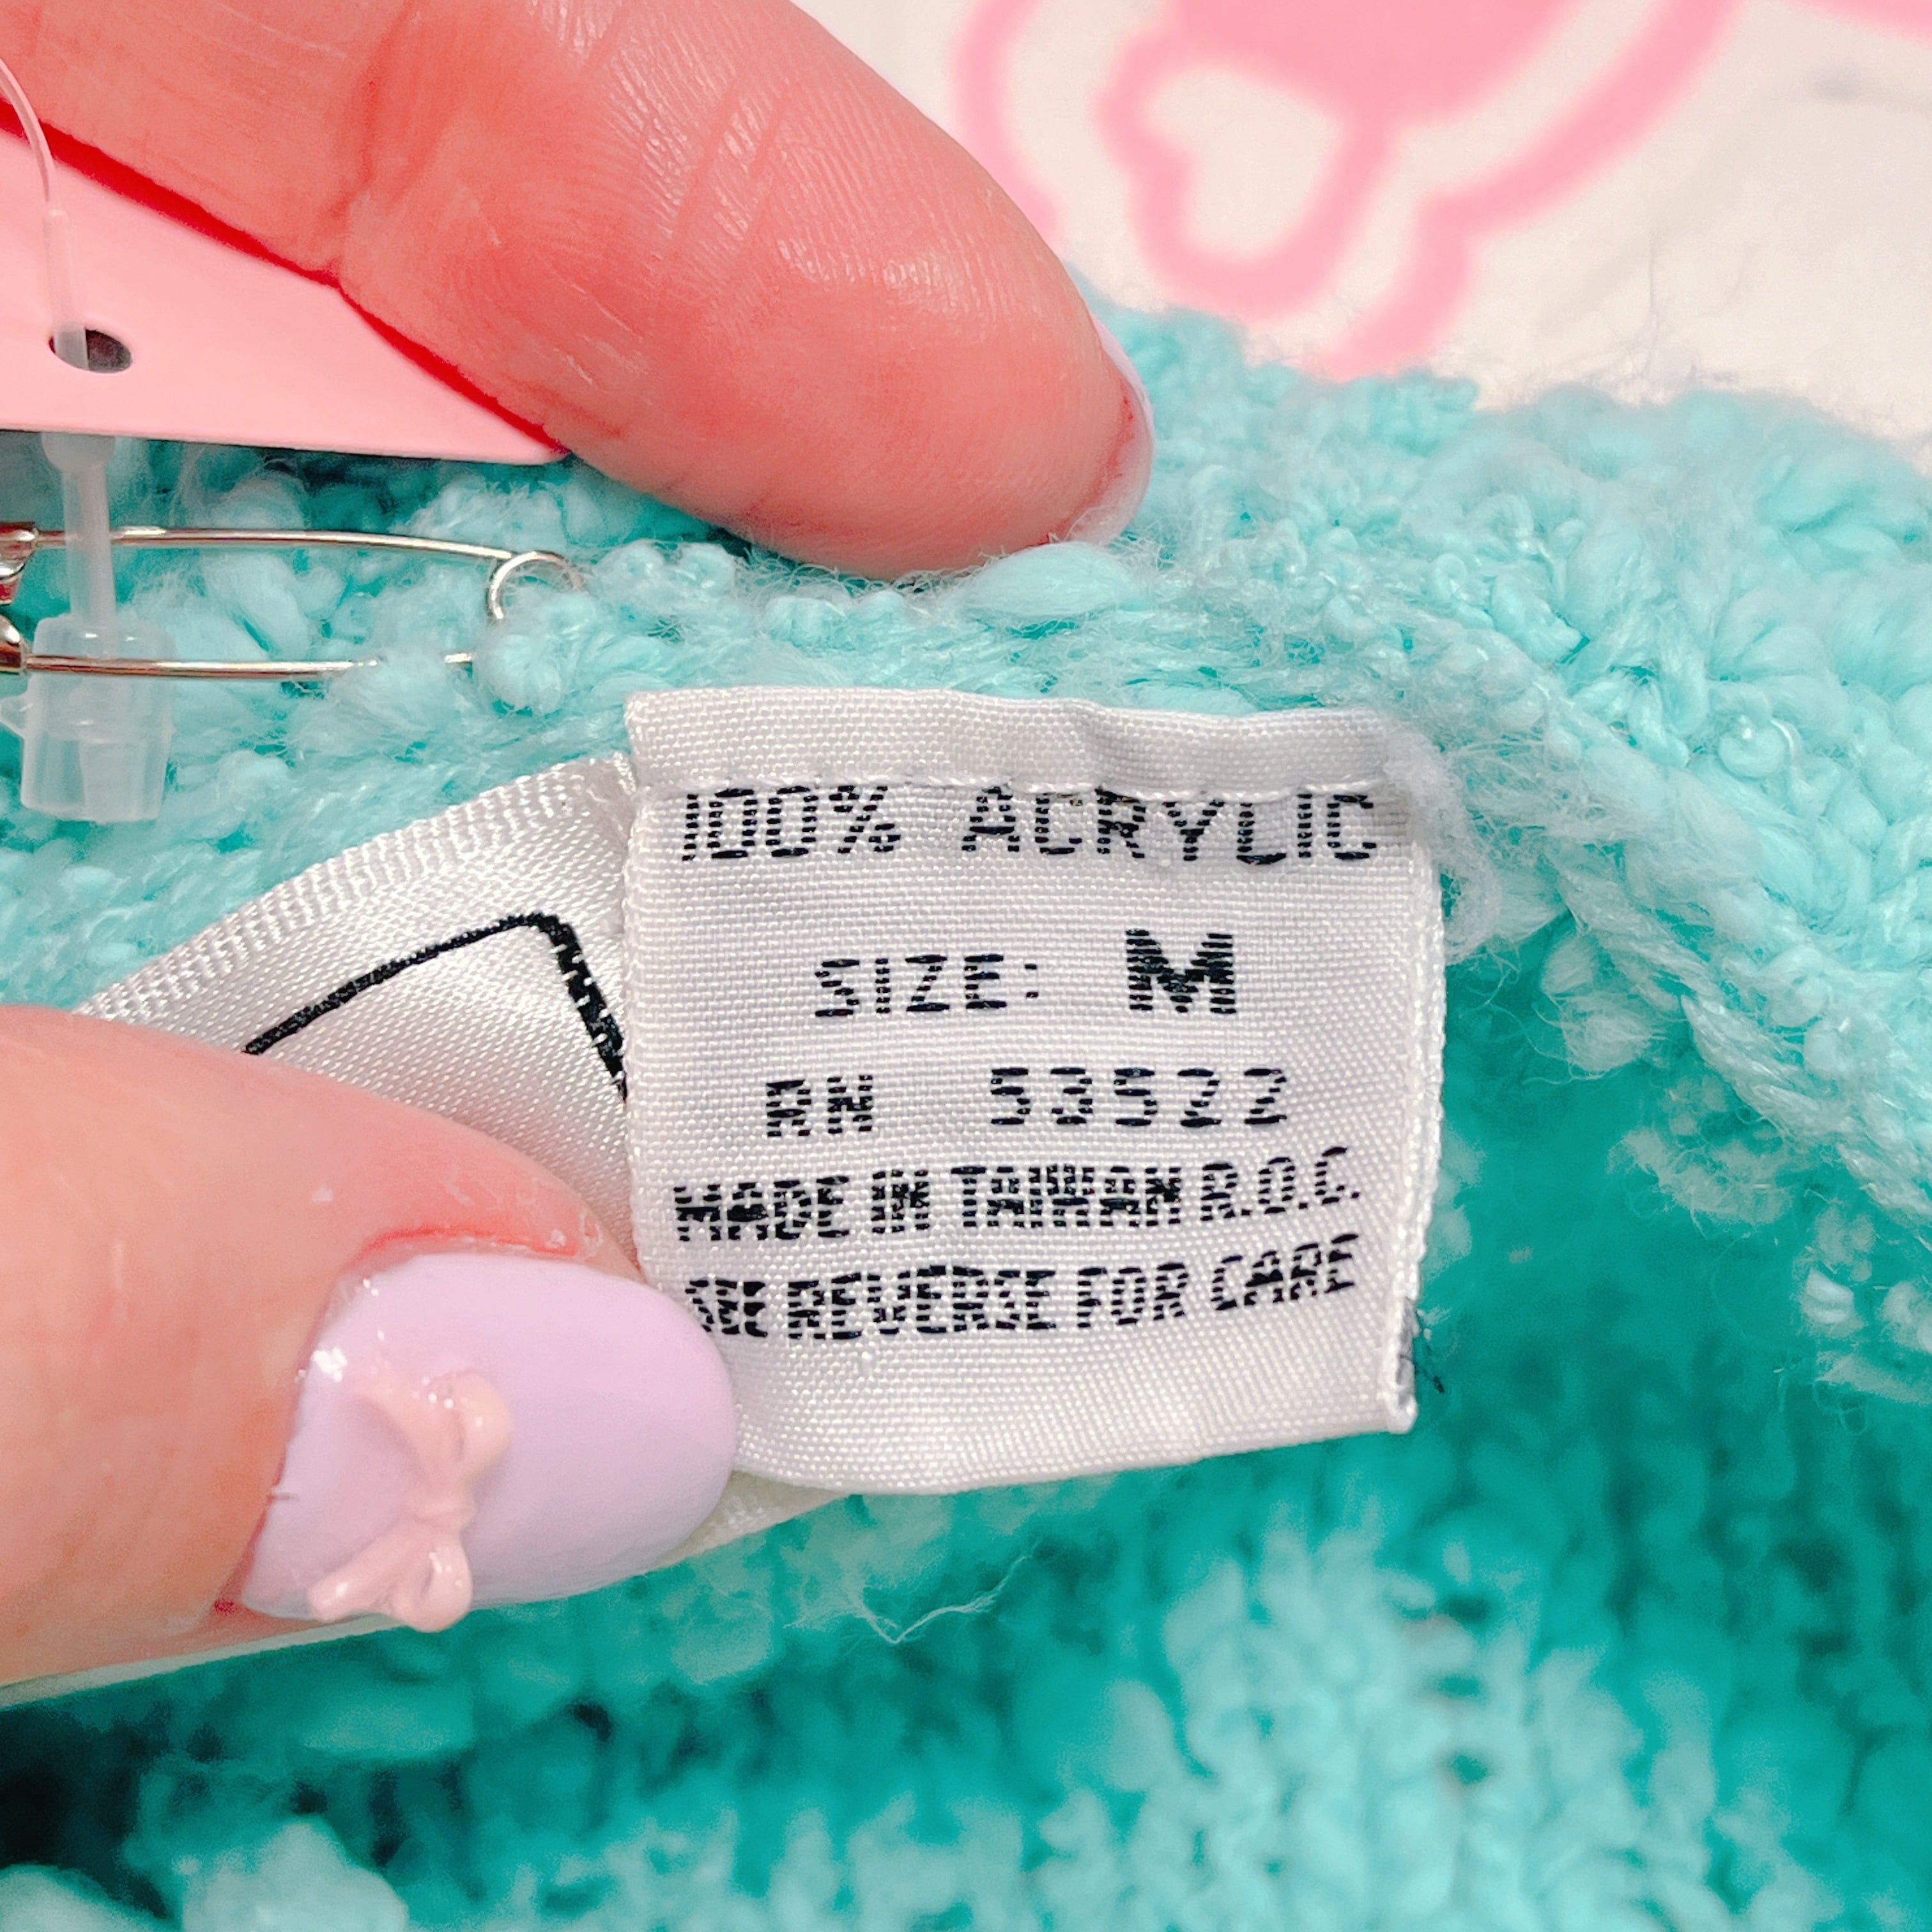 100% ACRYLIC
SIZE: M
RN 53522
MADE IN TAIWAN R.O.C.
SEE REVERSE FOR CARE